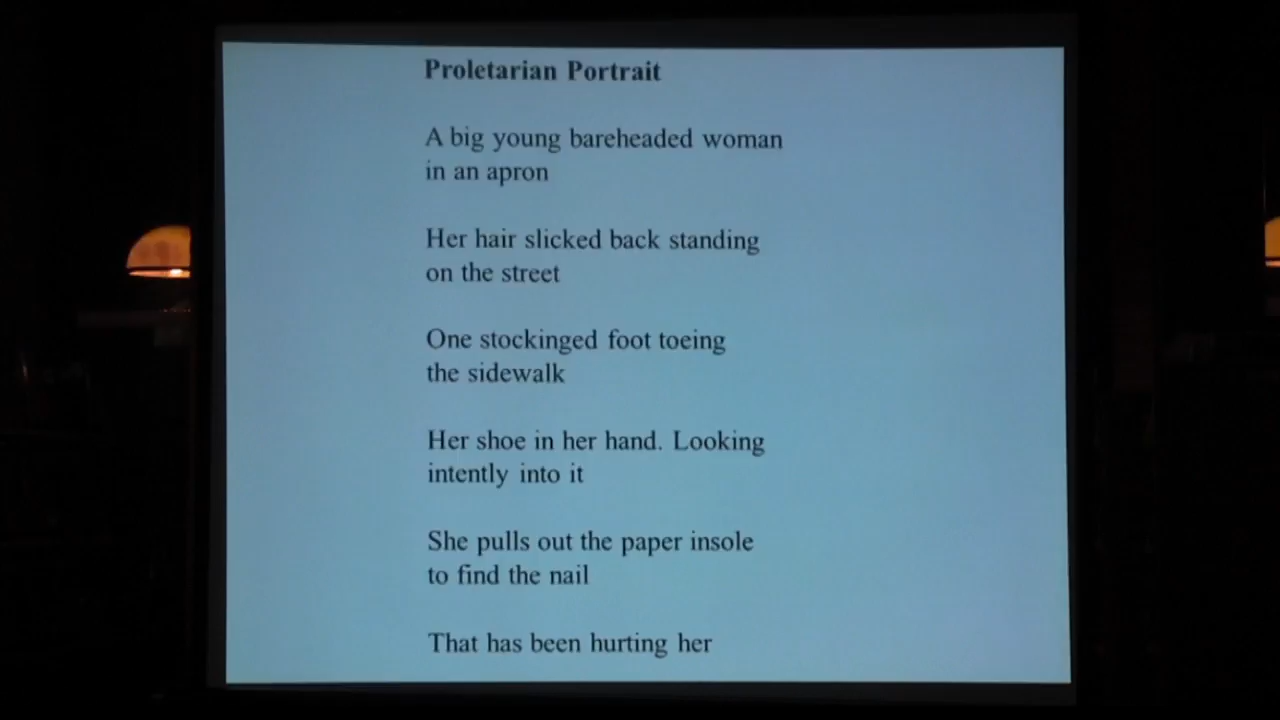 Proletarian Portrait
A big young bareheaded woman
in an apron
Her hair slicked back standing
on the street
One stockinged foot toeing
the sidewalk
Her shoe in her hand. Looking
intently into it
She pulls out the paper insole
to find the nail
That has been hurting her